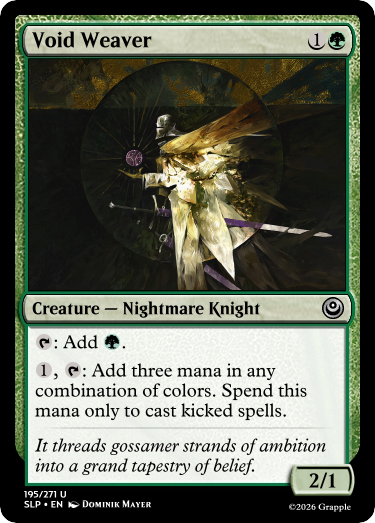 Void Weaver 1
Creature — Nightmare Knight
: Add .
1, : Add three mana in any
combination of colors. Spend this
mana only to cast kicked spells.
It threads gossamer strands of ambition
into a grand tapestry of belief.
2/1
195/271 U
SLP • EN Dominik Mayer
©2026 Grapple